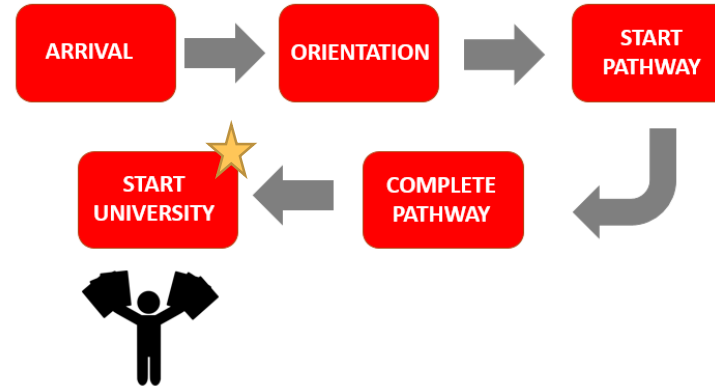 ARRIVAL
ORIENTATION
START
PATHWAY
START
UNIVERSITY
COMPLETE
PATHWAY